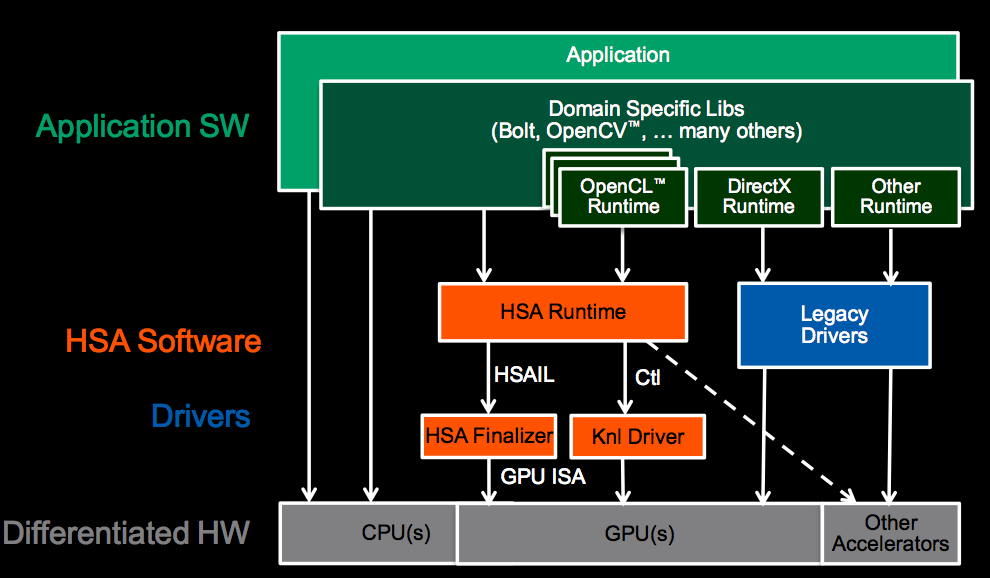 Application
Application SW
Domain Specific Libs
(Bolt, OpenCV™, … many others)
OpenCL™
Runtime
DirectX
Runtime
Other
Runtime
HSA Software
HSA Runtime
Legacy
Drivers
HSAIL
Ctl
Drivers
HSA Finalizer
Knl Driver
GPU ISA
Differentiated HW
CPU(s)
GPU(s)
Other
Accelerators